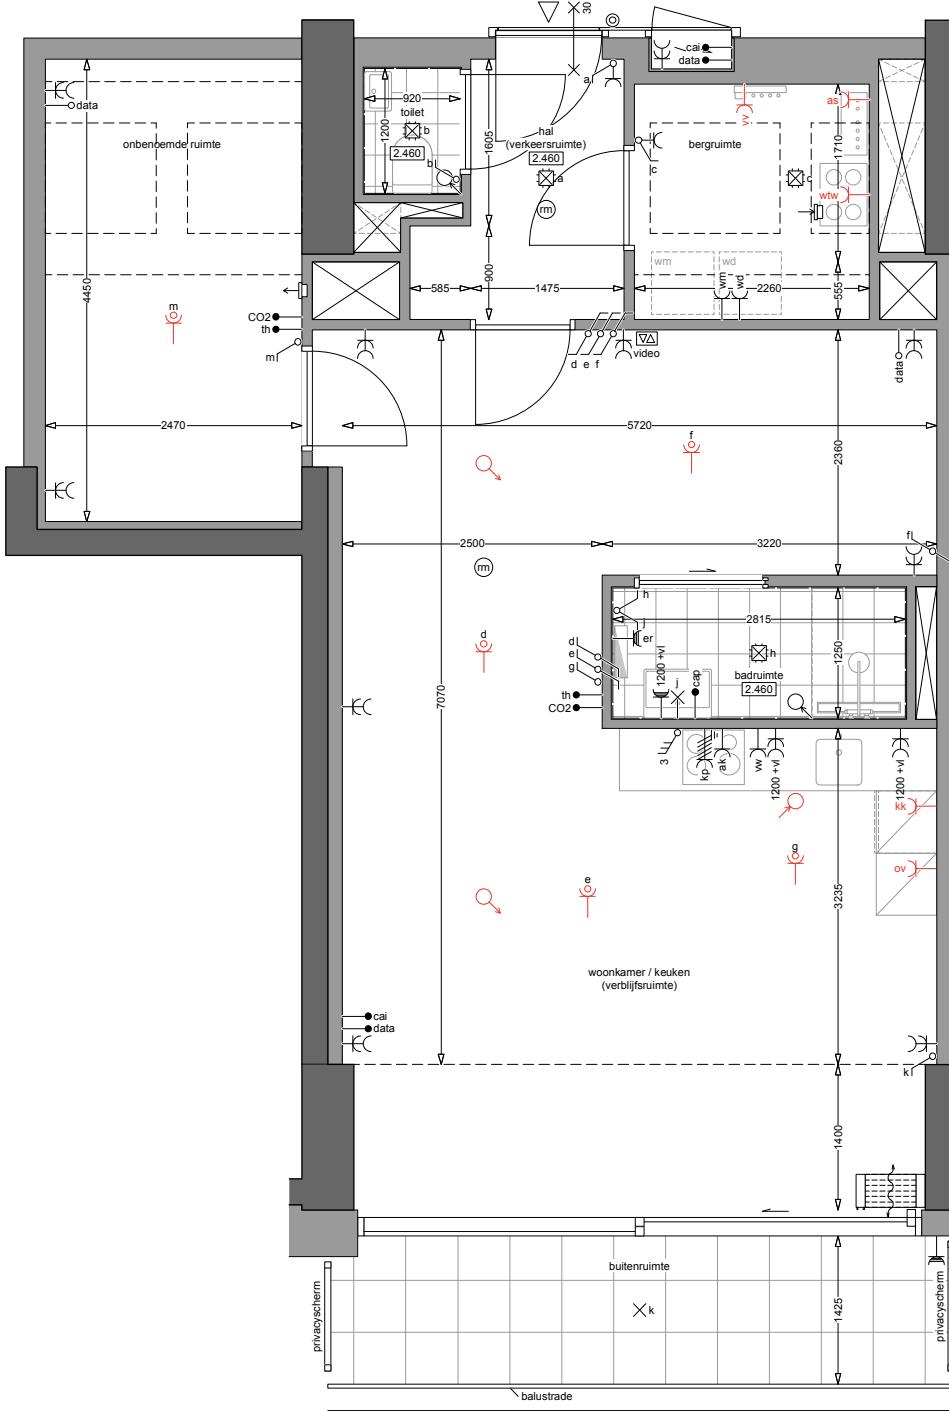 30
cai
data
a
data
920
toilet
b
1200
2.460
b
onbenoemde ruimte
1605
hal
(verkeersruimte)
2.460
a
rm
c
bergruimte
vv
as
1710
c
wtw
4450
900
585
1475
wm
wd
wm
wd
2260
555
m
CO2
th
m
d e f
video
data
2470
5720
f
2360
2500
3220
rm
f
h
j
er
2815
d
d
e
g
1200 +vl
j
cap
h
badruimte
2.460
1250
th
CO2
7070
3
kp
ak
vw
1200 +vl
1200 +vl
kk
g
e
ov
3235
woonkamer / keuken
(verblijfsruimte)
cai
data
k
1400
buitenruimte
k
1425
privacyscherm
privacyscherm
balustrade